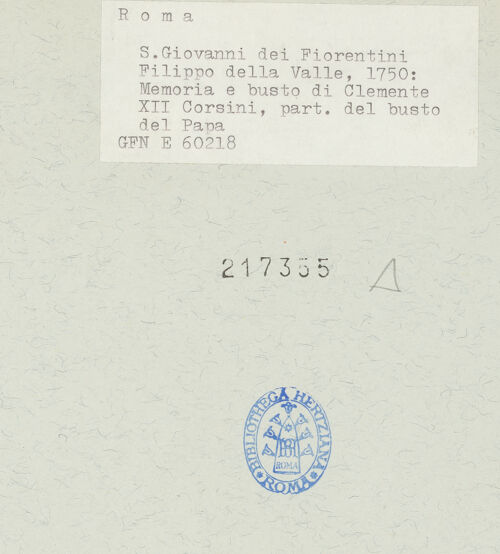 Roma
S.Giovanni dei Fiorentini
Filippo della Valle, 1750:
Memoria e busto di Clemente
XII Corsini, part. del busto
del Papa
GFN E 60218
217355
BIBLIOTHECA HERTZIANA
ROMA
ROMA